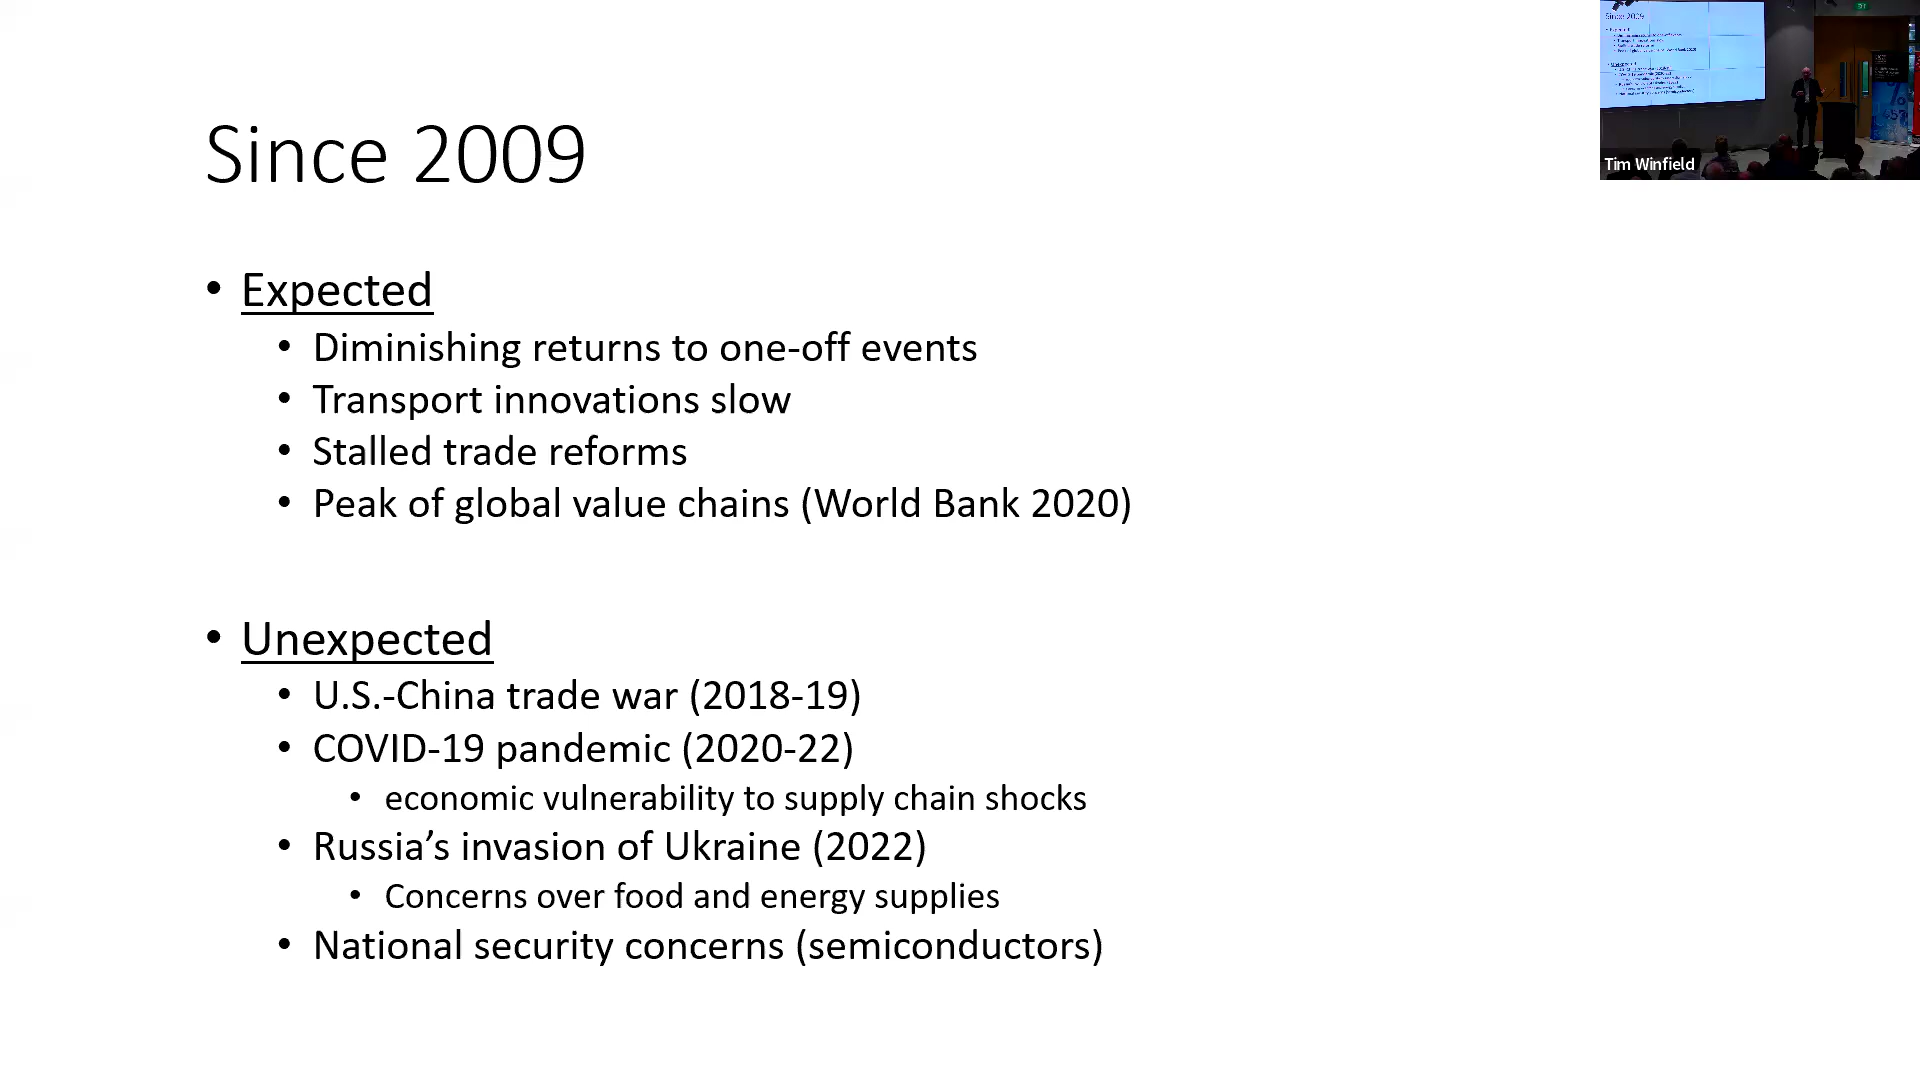 Since 2009
• Expected
• Diminishing returns to one-off events
• Transport innovations slow
• Stalled trade reforms
• Peak of global value chains (World Bank 2020)
• Unexpected
• U.S.-China trade war (2018-19)
• COVID-19 pandemic (2020-22)
• economic vulnerability to supply chain shocks
• Russia’s invasion of Ukraine (2022)
• Concerns over food and energy supplies
• National security concerns (semiconductors)
Since 2009
Tim Winfield